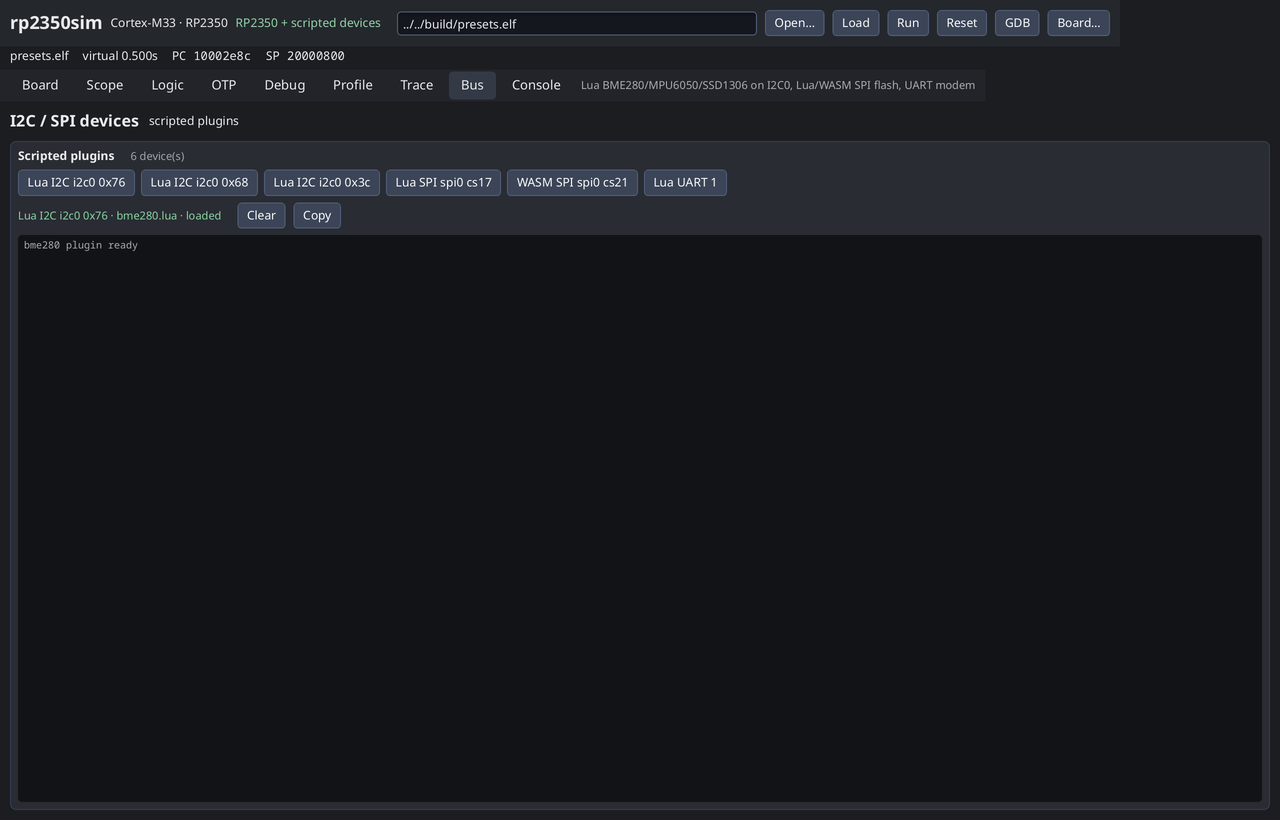 rp2350sim Cortex-M33 · RP2350 RP2350 + scripted devices ../../build/presets.elf Open... Load Run Reset GDB Board...
presets.elf virtual 0.500s PC 10002e8c SP 20000800
Board Scope Logic OTP Debug Profile Trace Bus Console Lua BME280/MPU6050/SSD1306 on I2C0, Lua/WASM SPI flash, UART modem
I2C / SPI devices scripted plugins
Scripted plugins 6 device(s)
Lua I2C i2c0 0x76 Lua I2C i2c0 0x68 Lua I2C i2c0 0x3c Lua SPI spi0 cs17 WASM SPI spi0 cs21 Lua UART 1
Lua I2C i2c0 0x76 · bme280.lua · loaded Clear Copy
bme280 plugin ready